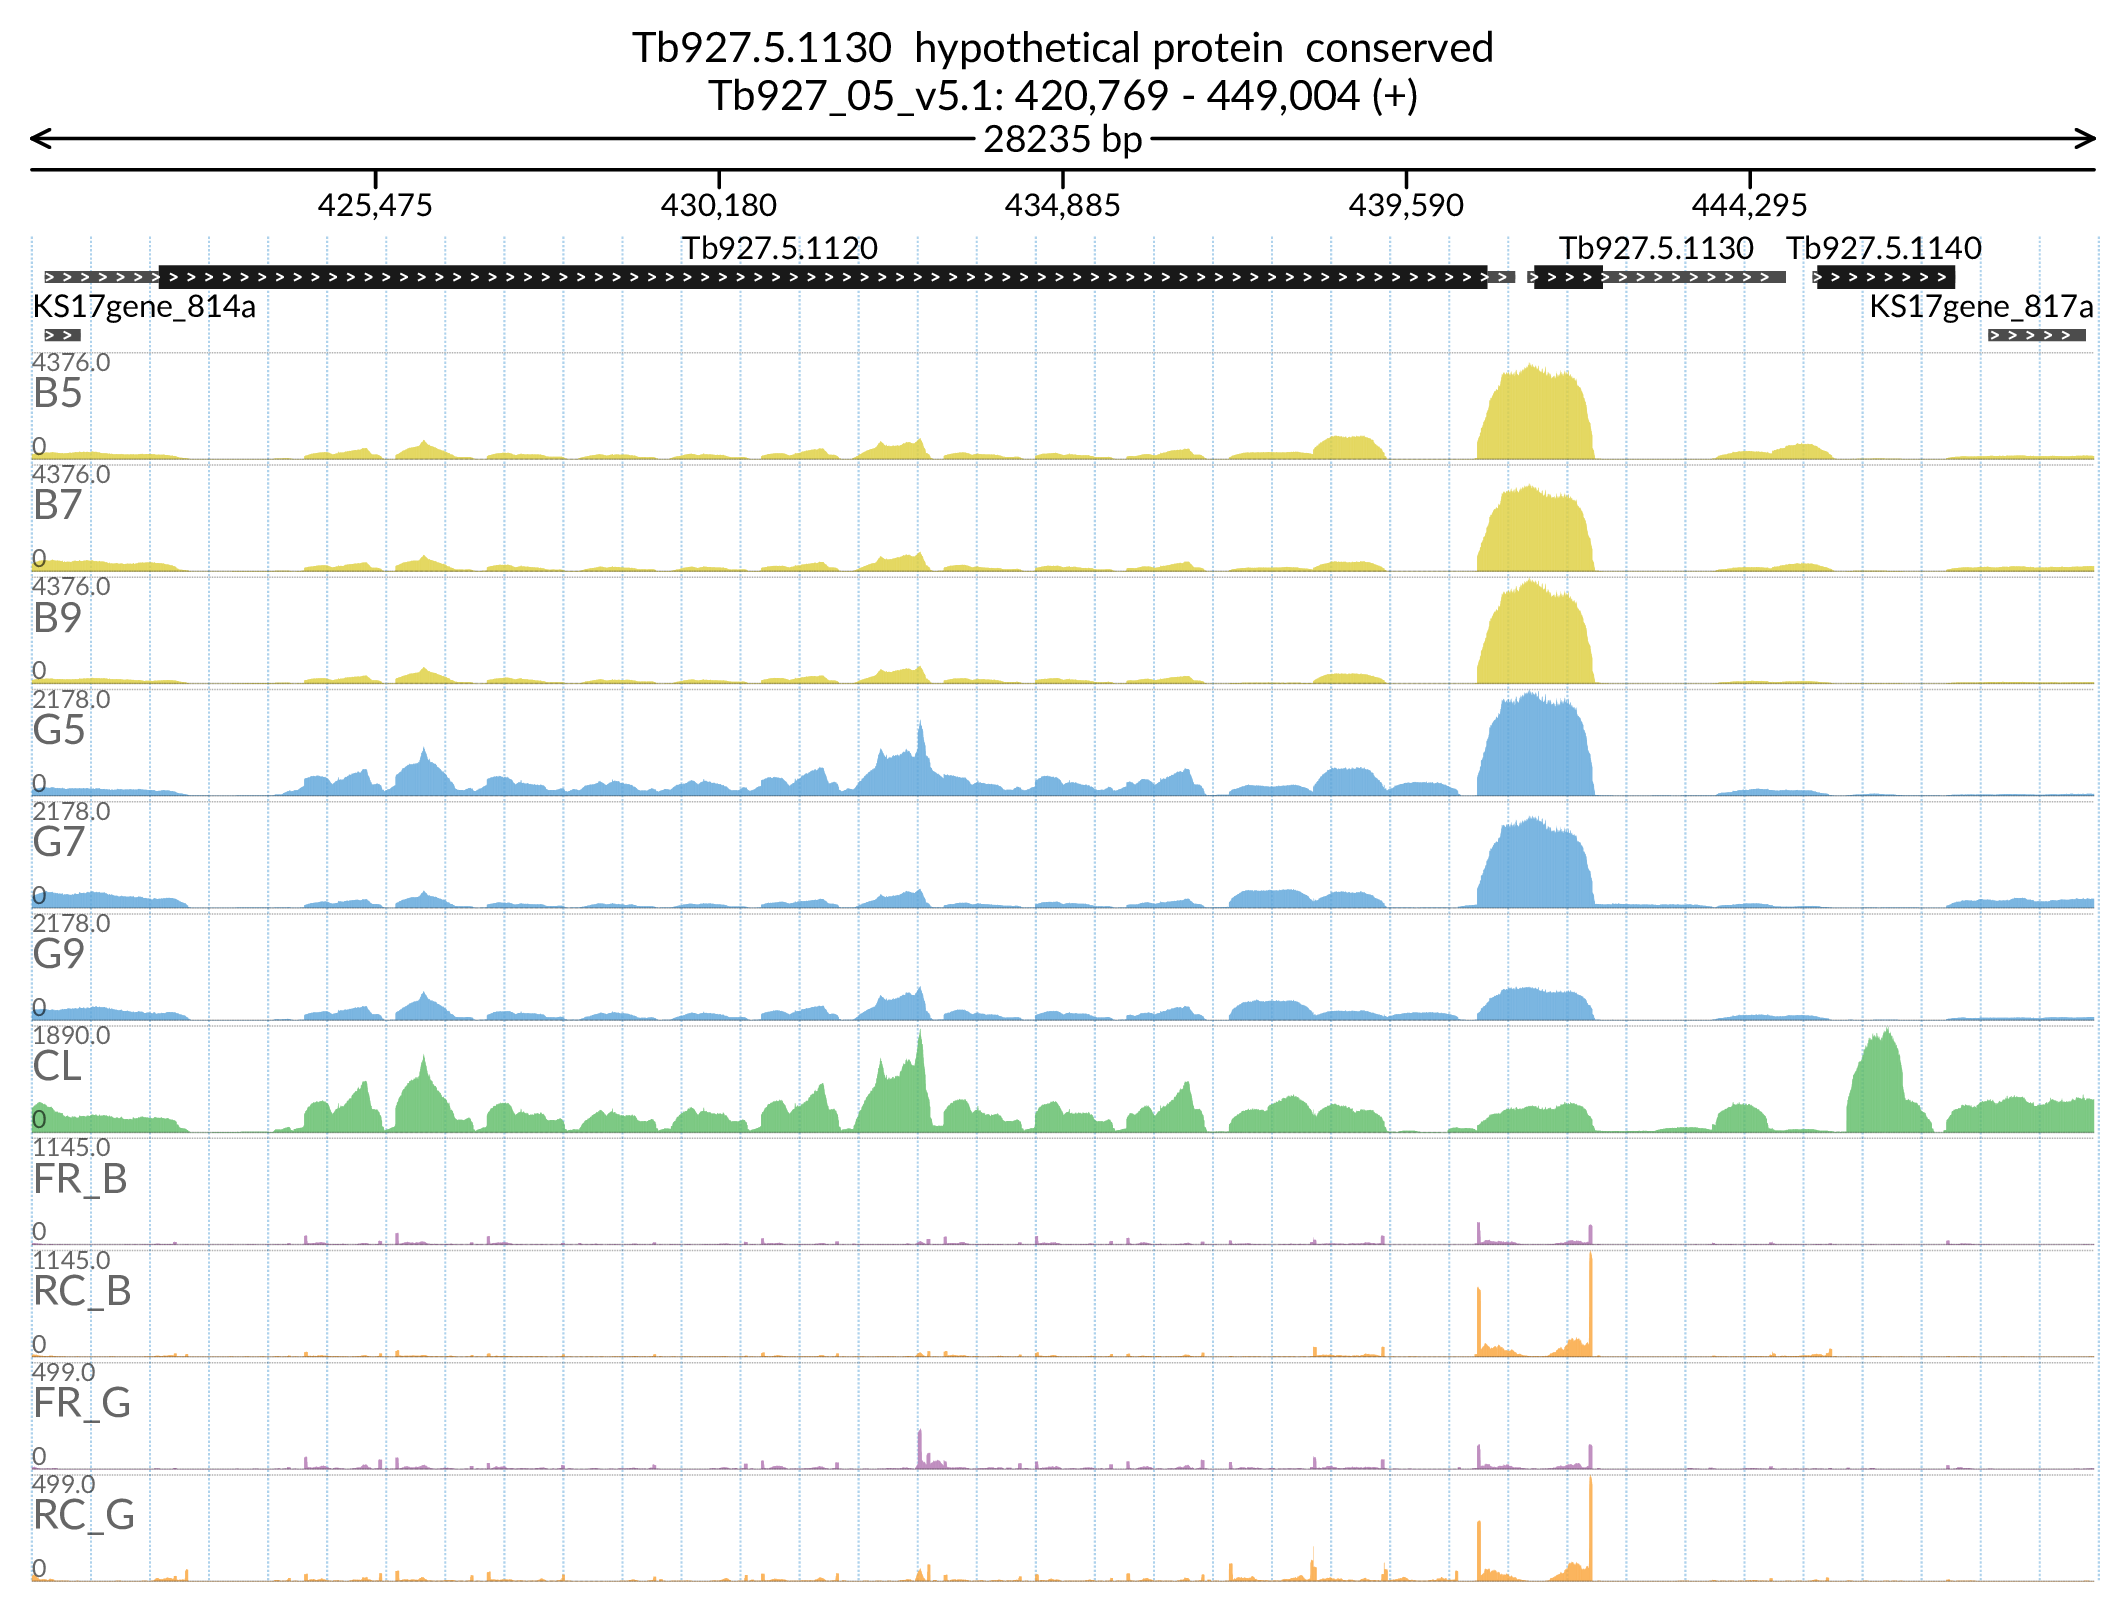 Tb927.5.1130 hypothetical protein conserved
Tb927_05_v5.1: 420,769 - 449,004 (+)
28235 bp
425,475 430,180 434,885 439,590 444,295
Tb927.5.1120 Tb927.5.1130 Tb927.5.1140
KS17gene_814a KS17gene_817a
4376.0
B5
0
4376.0
B7
0
4376.0
B9
0
2178.0
G5
0
2178.0
G7
0
2178.0
G9
0
1890.0
CL
0
1145.0
FR_B
0
1145.0
RC_B
0
499.0
FR_G
0
499.0
RC_G
0